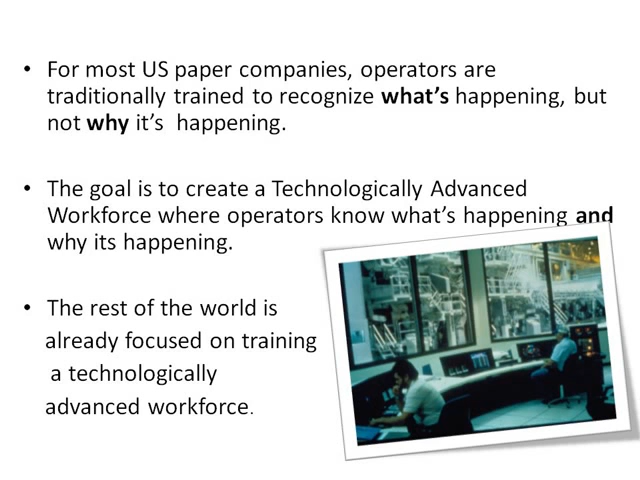 • For most US paper companies, operators are
traditionally trained to recognize what's happening, but
not why it's  happening.
• The goal is to create a Technologically Advanced
Workforce where operators know what's happening and
why its happening.
• The rest of the world is
already focused on training
a technologically
advanced workforce.